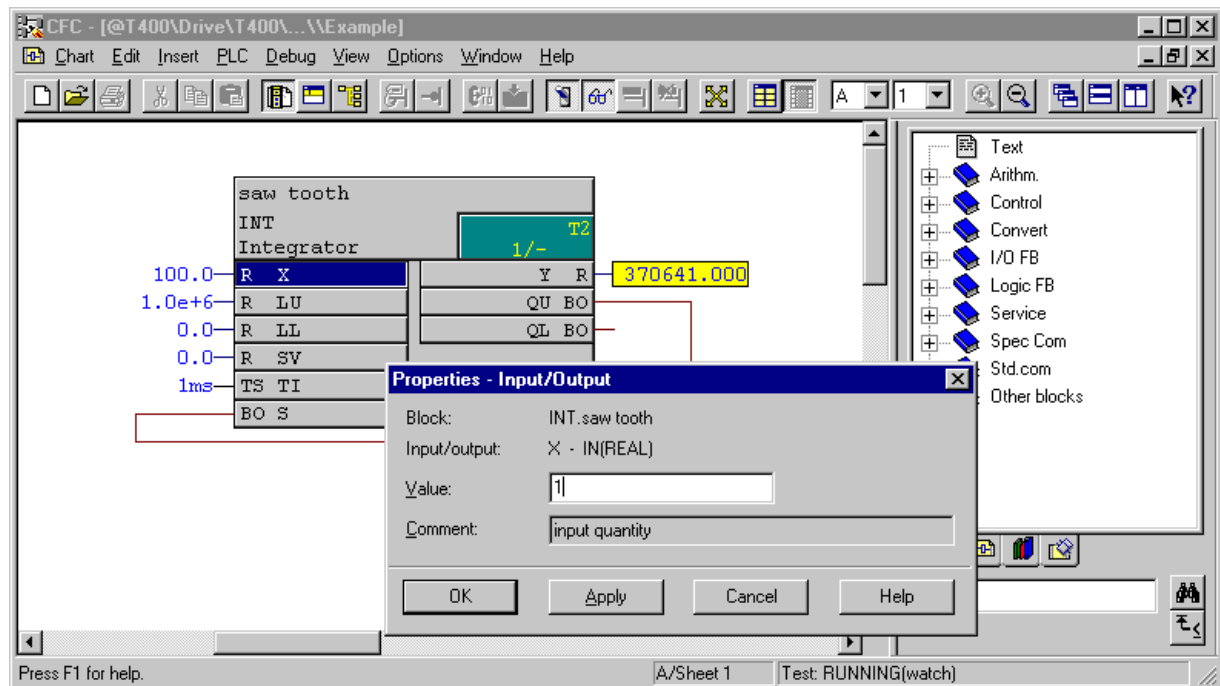 CFC - [@T400\Drive\T400\...\\Example]
Chart Edit Insert PLC Debug View Options Window Help
A 1
saw tooth
INT
Integrator
T2
1/-
100.0 R X
1.0e+6 R LU
0.0 R LL
0.0 R SV
1ms TS TI
BO S
Y R 370641.000
QU BO
QL BO
Text
Arithm.
Control
Convert
I/O FB
Logic FB
Service
Spec Com
Std.com
Other blocks
Properties - Input/Output
Block: INT.saw tooth
Input/output: X - IN(REAL)
Value: 1
Comment: input quantity
OK Apply Cancel Help
Press F1 for help. A/Sheet 1 Test: RUNNING(watch)